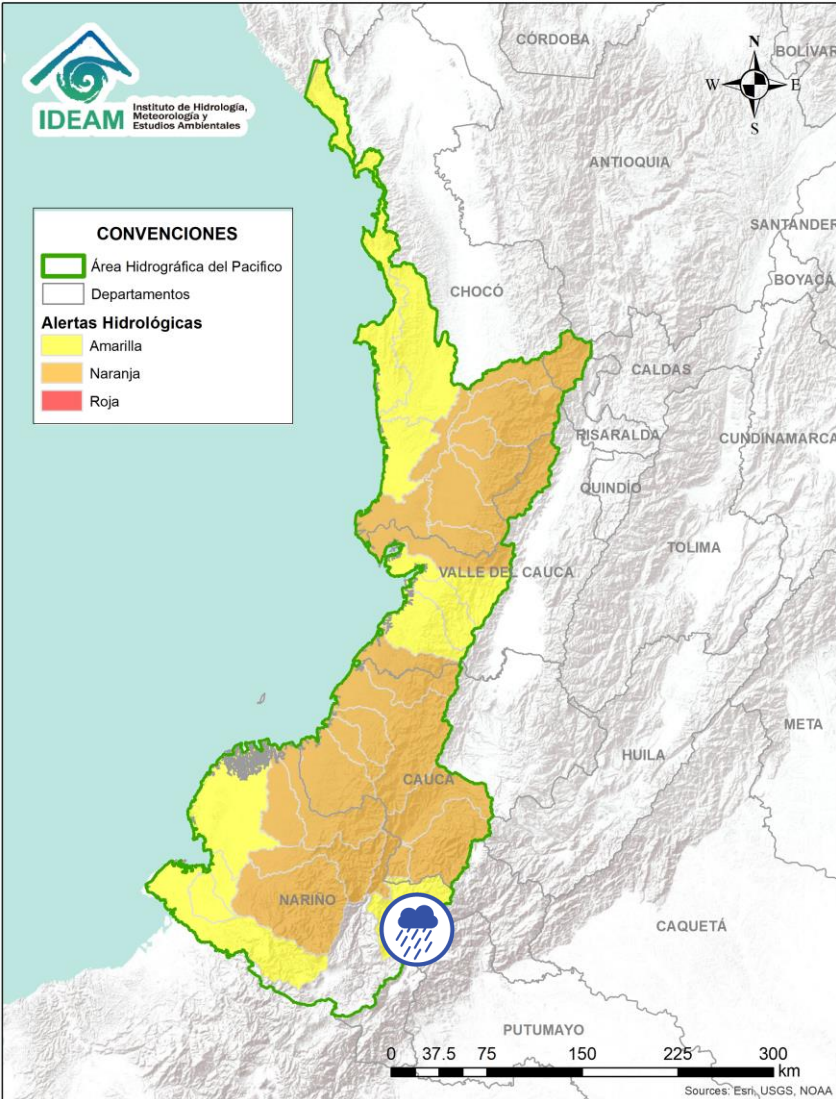 IDEAM
Instituto de Hidrología,
Meteorología y
Estudios Ambientales
N
W
E
S
CÓRDOBA
BOLÍVAR
ANTIOQUIA
SANTANDER
BOYACÁ
CHOCÓ
CONVENCIONES
Área Hidrográfica del Pacifico
Departamentos
Alertas Hidrológicas
Amarilla
Naranja
Roja
CALDAS
RISARALDA
CUNDINAMARCA
QUINDÍO
TOLIMA
VALLE DEL CAUCA
META
HUILA
CAUCA
NARIÑO
CAQUETÁ
PUTUMAYO
0 37.5 75 150 225 300
km
Sources: Esri, USGS, NOAA